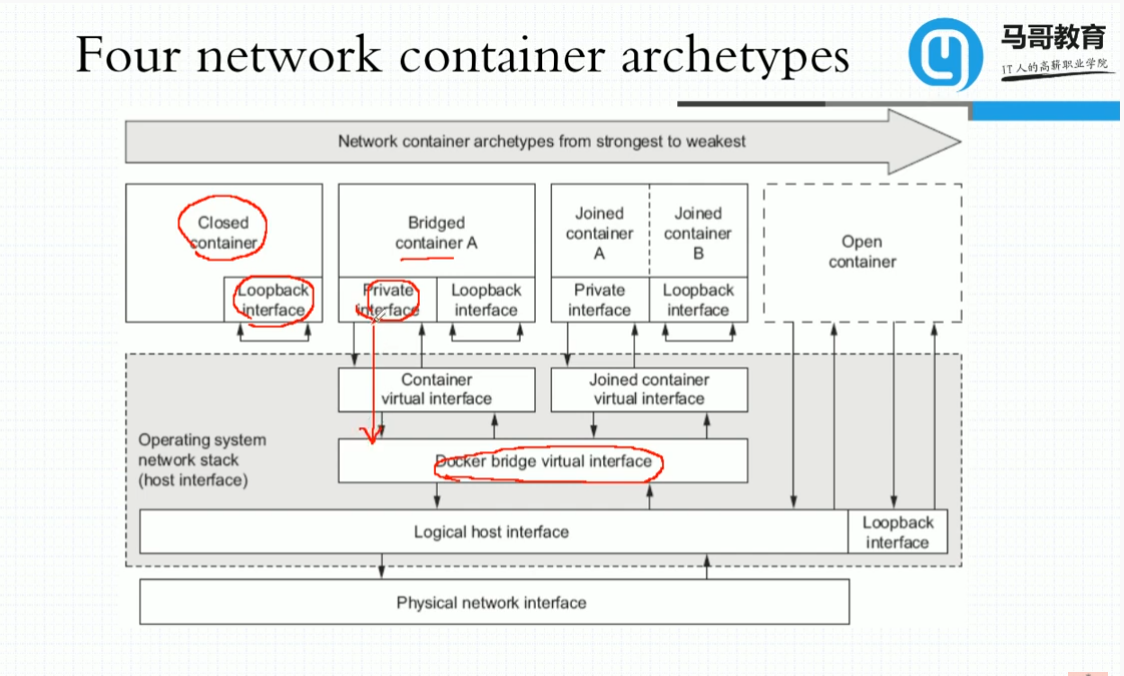 Four network container archetypes
马哥教育
IT人的高薪职业学院
Network container archetypes from strongest to weakest
Closed
container
Loopback
interface
Bridged
container A
Private
interface
Loopback
interface
Joined
container
A
Joined
container
B
Private
interface
Loopback
interface
Open
container
Container
virtual interface
Joined container
virtual interface
Operating system
network stack
(host interface)
Docker bridge virtual interface
Logical host interface
Loopback
interface
Physical network interface